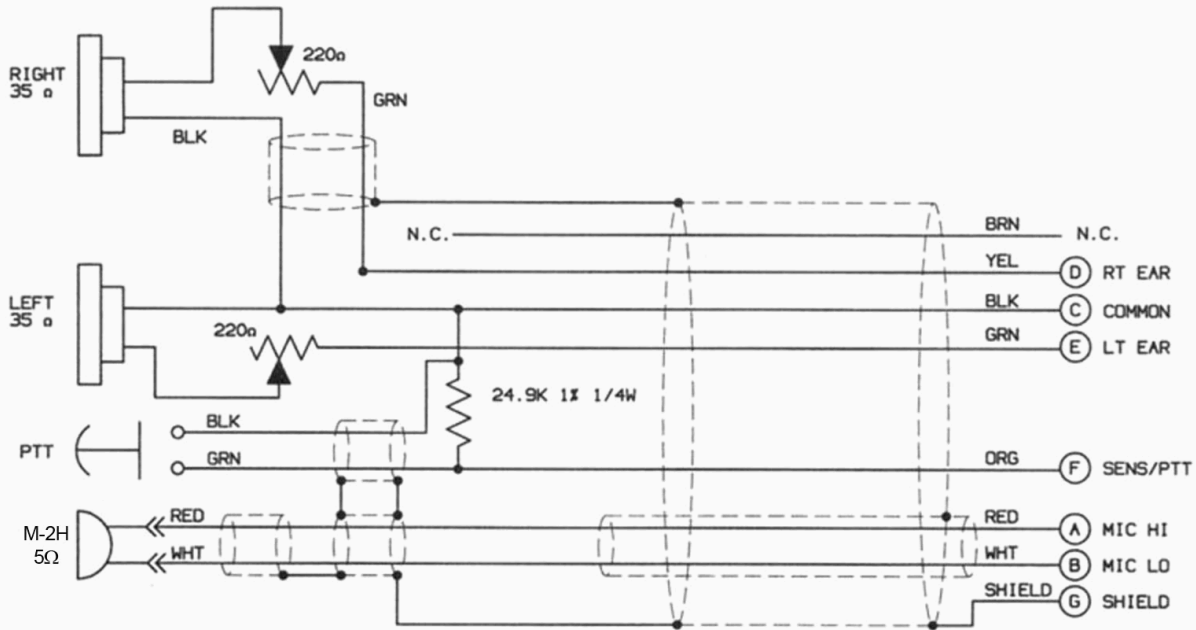 220Ω
RIGHT
35 Ω
GRN
BLK
N.C.
BRN
N.C.
YEL
D
RT EAR
LEFT
35 Ω
BLK
C
COMMON
220Ω
GRN
E
LT EAR
24.9K 1% 1/4W
BLK
PTT
GRN
ORG
F
SENS/PTT
M-2H
5Ω
RED
RED
A
MIC HI
WHT
WHT
B
MIC LO
SHIELD
G
SHIELD